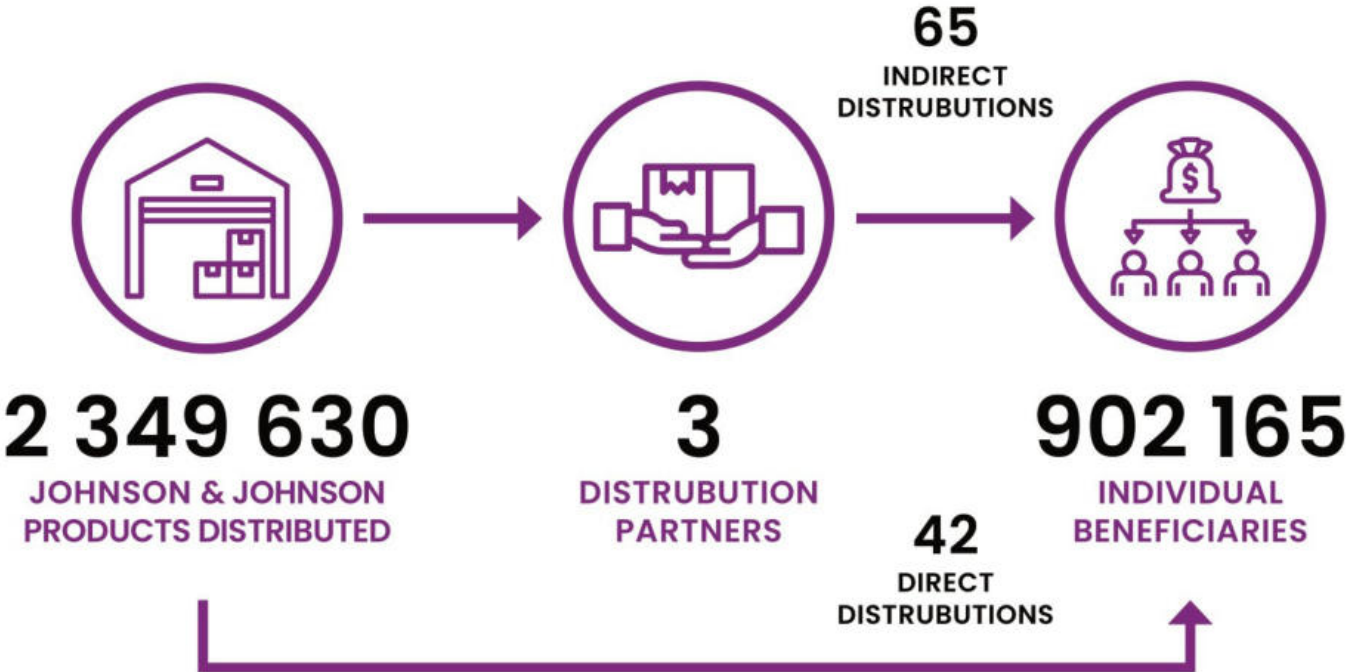 65
INDIRECT
DISTRUBUTIONS
$
2 349 630
JOHNSON & JOHNSON
PRODUCTS DISTRIBUTED
3
DISTRUBUTION
PARTNERS
902 165
INDIVIDUAL
BENEFICIARIES
42
DIRECT
DISTRUBUTIONS